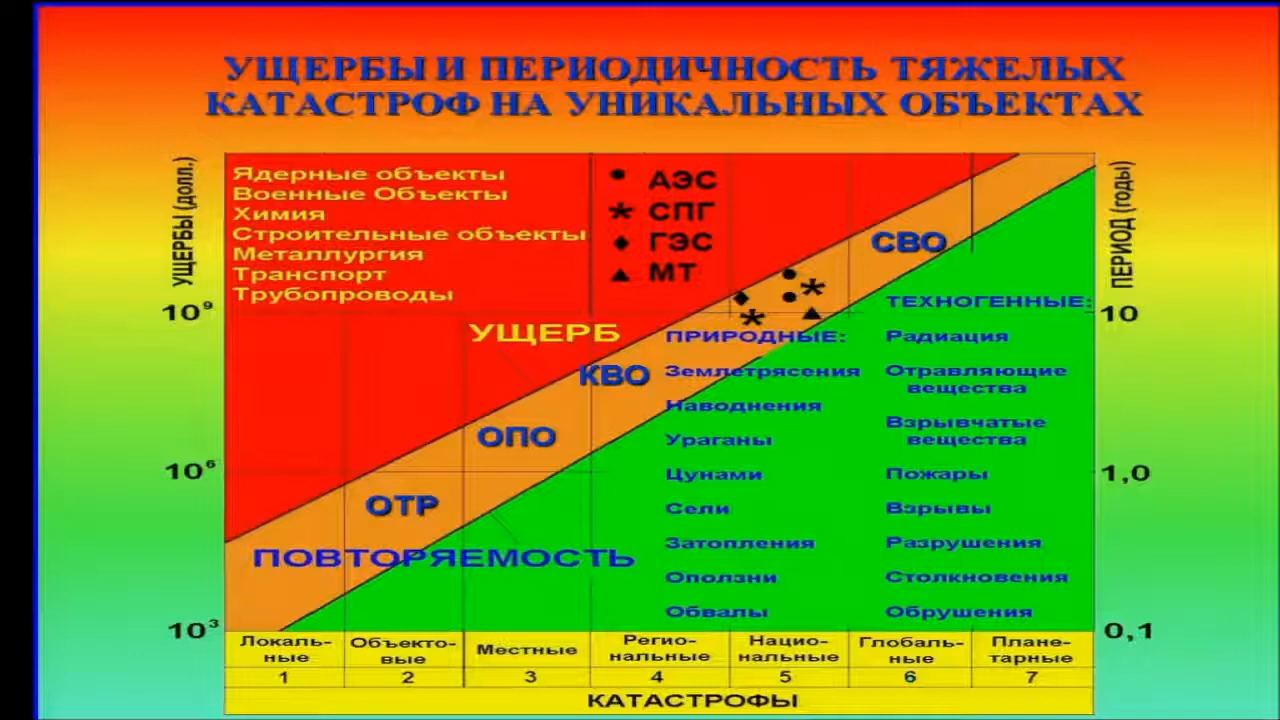 УЩЕРБЫ И ПЕРИОДИЧНОСТЬ ТЯЖЕЛЫХ
КАТАСТРОФ НА УНИКАЛЬНЫХ ОБЪЕКТАХ
УЩЕРБЫ (долл.)
10⁹
10⁶
10³
Ядерные объекты
Военные Объекты
Химия
Строительные объекты
Металлургия
Транспорт
Трубопроводы
АЭС
СПГ
ГЭС
МТ
УЩЕРБ
СВО
КВО
ОПО
ОТР
ПОВТОРЯЕМОСТЬ
ПРИРОДНЫЕ:
Землетрясения
Наводнения
Ураганы
Цунами
Сели
Затопления
Оползни
Обвалы
ТЕХНОГЕННЫЕ:
Радиация
Отравляющие
вещества
Взрывчатые
вещества
Пожары
Взрывы
Разрушения
Столкновения
Обрушения
ПЕРИОД (годы)
10
1,0
0,1
Локаль-
ные
Объекто-
вые
Местные
Регио-
нальные
Нацио-
нальные
Глобаль-
ные
Плане-
тарные
1 2 3 4 5 6 7
КАТАСТРОФЫ